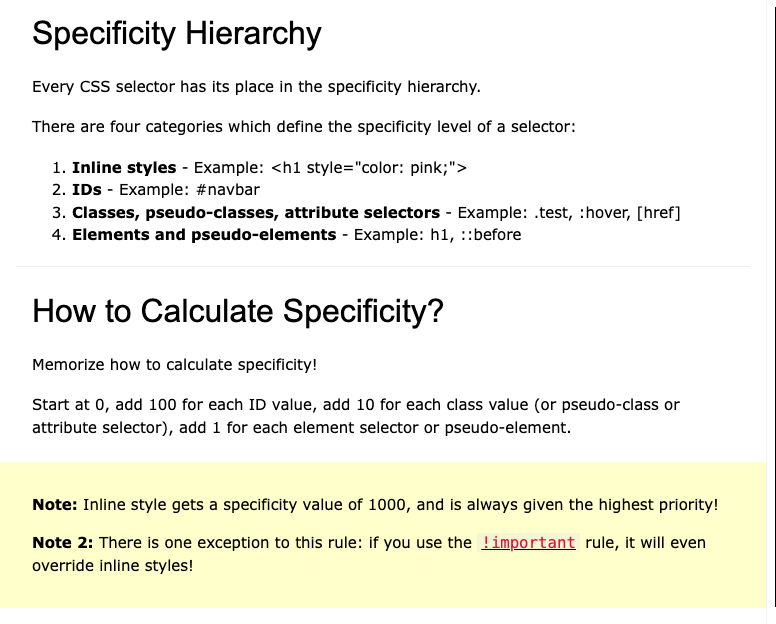 Specificity Hierarchy
Every CSS selector has its place in the specificity hierarchy.
There are four categories which define the specificity level of a selector:
1. Inline styles - Example: <h1 style="color: pink;">
2. IDs - Example: #navbar
3. Classes, pseudo-classes, attribute selectors - Example: .test, :hover, [href]
4. Elements and pseudo-elements - Example: h1, ::before
How to Calculate Specificity?
Memorize how to calculate specificity!
Start at 0, add 100 for each ID value, add 10 for each class value (or pseudo-class or
attribute selector), add 1 for each element selector or pseudo-element.
Note: Inline style gets a specificity value of 1000, and is always given the highest priority!
Note 2: There is one exception to this rule: if you use the !important rule, it will even
override inline styles!